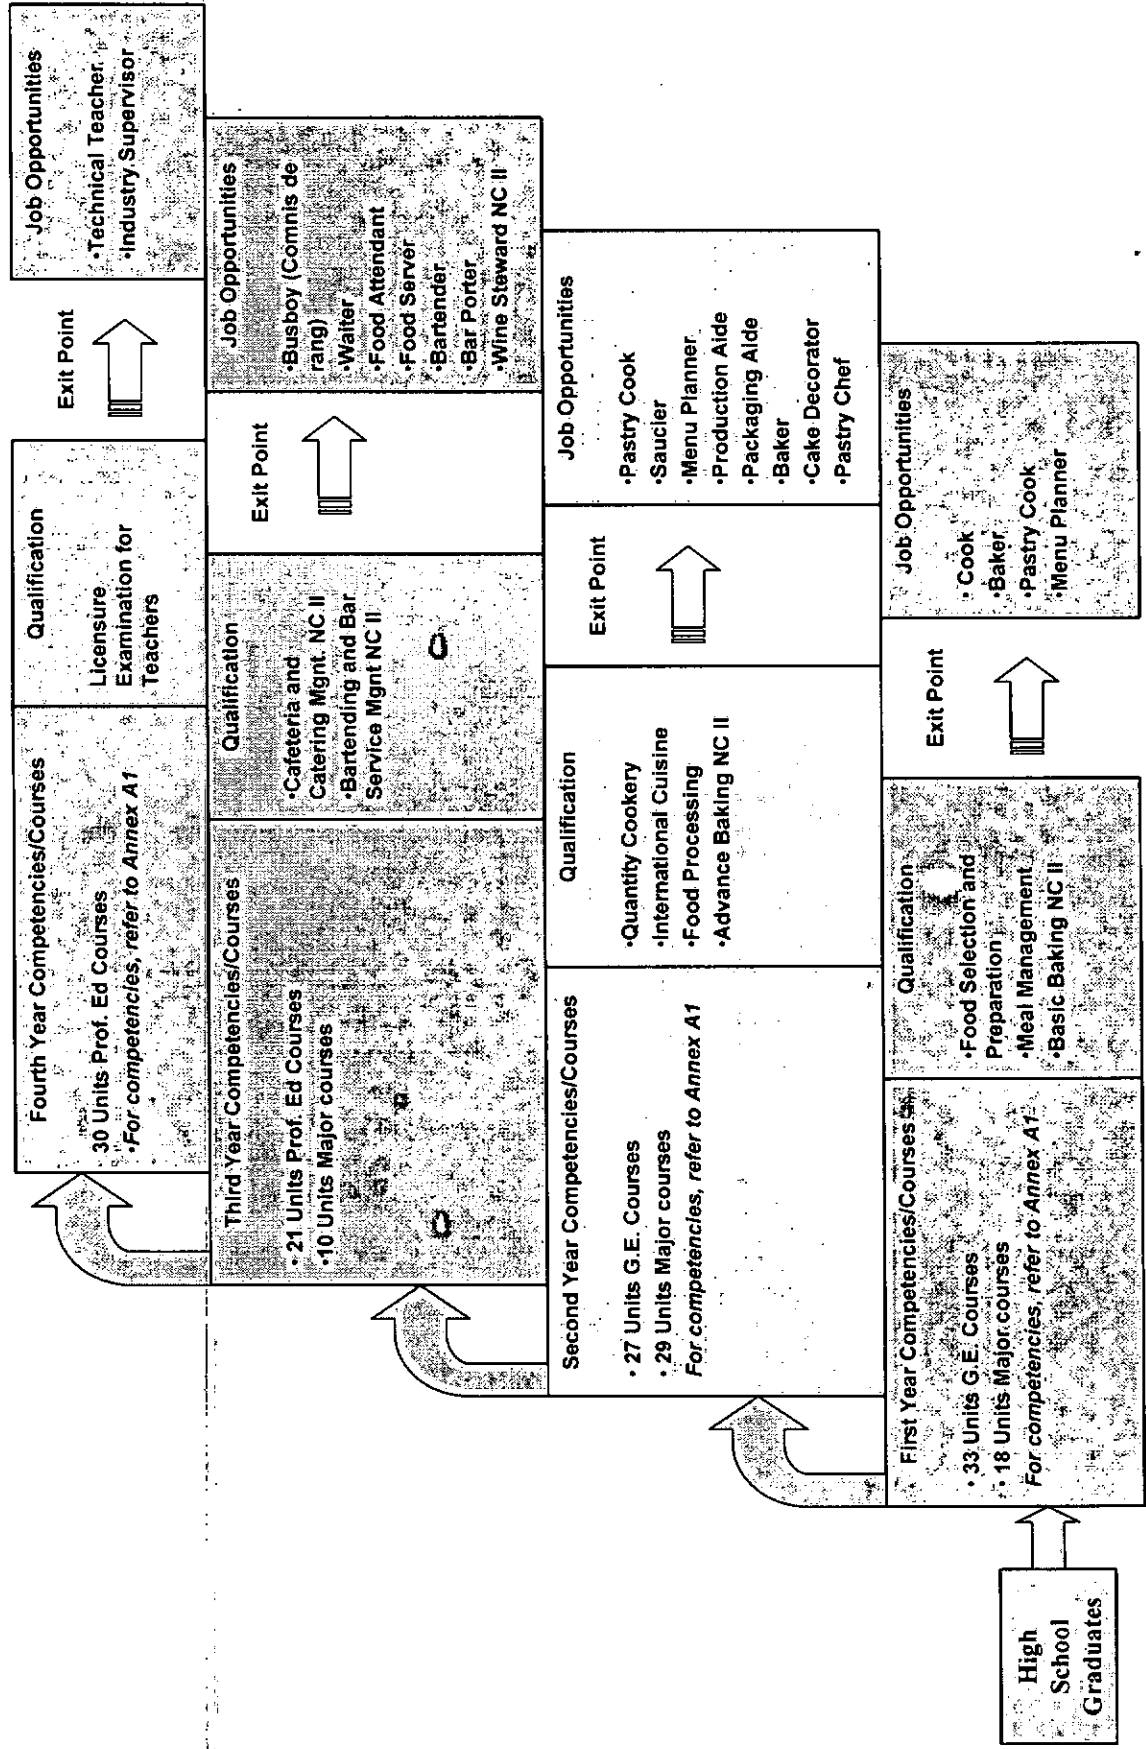 Fourth Year Competencies/Courses
30 Units Prof. Ed Courses
•For competencies, refer to Annex A1
Qualification
Licensure
Examination for
Teachers
Exit Point
Job Opportunities
•Technical Teacher
•Industry Supervisor
Third Year Competencies/Courses
• 21 Units Prof. Ed Courses
•10 Units Major courses
Qualification
•Cafeteria and
Catering Mgnt. NC II
•Bartending and Bar
Service Mgnt NC II
Exit Point
Job Opportunities
•Busboy (Comnis de
rang)
•Waiter
•Food Attendant
•Food Server
•Bartender
•Bar Porter
•Wine Steward NC II
Second Year Competencies/Courses
• 27 Units G.E. Courses
• 29 Units Major courses
For competencies, refer to Annex A1
Qualification
•Quantity Cookery
•International Cuisine
•Food Processing
•Advance Baking NC II
Exit Point
Job Opportunities
•Pastry Cook
•Saucier
•Menu Planner
•Production Aide
•Packaging Aide
•Baker
•Cake Decorator
•Pastry Chef
First Year Competencies/Courses
• 33 Units G.E. Courses
• 18 Units Major courses
For competencies, refer to Annex A1
Qualification
•Food Selection and
Preparation
•Meal Management
•Basic Baking NC II
Exit Point
Job Opportunities
• Cook
•Baker
•Pastry Cook
•Menu Planner
High
School
Graduates